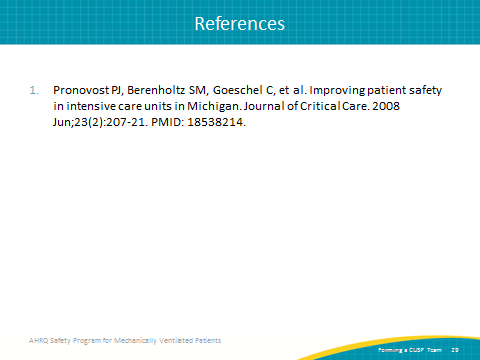 References
1. Pronovost PJ, Berenholtz SM, Goeschel C, et al. Improving patient safety
in intensive care units in Michigan. Journal of Critical Care. 2008
Jun;23(2):207-21. PMID: 18538214.
AHRQ Safety Program for Mechanically Ventilated Patients
Forming a CUSP Team 29